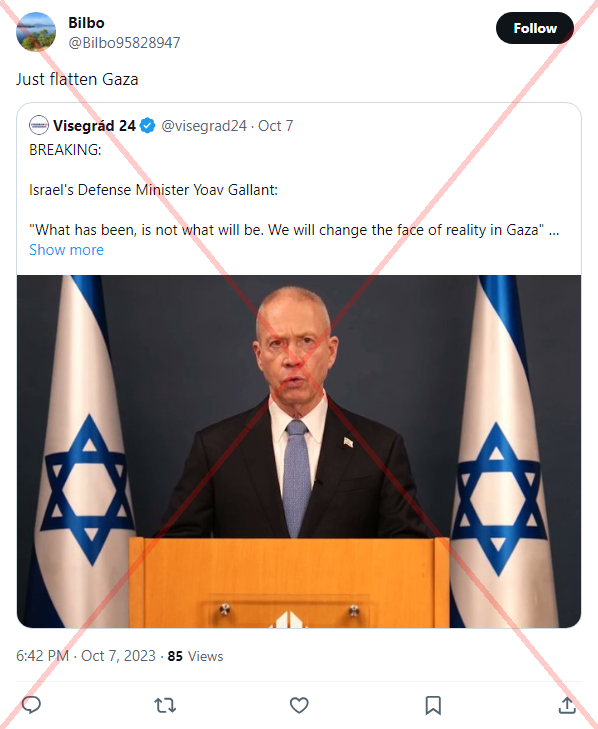 Bilbo
@Bilbo95828947
Follow
Just flatten Gaza
Visegrád 24 @visegrad24 · Oct 7
BREAKING:
Israel's Defense Minister Yoav Gallant:
"What has been, is not what will be. We will change the face of reality in Gaza" ...
Show more
6:42 PM · Oct 7, 2023 · 85 Views